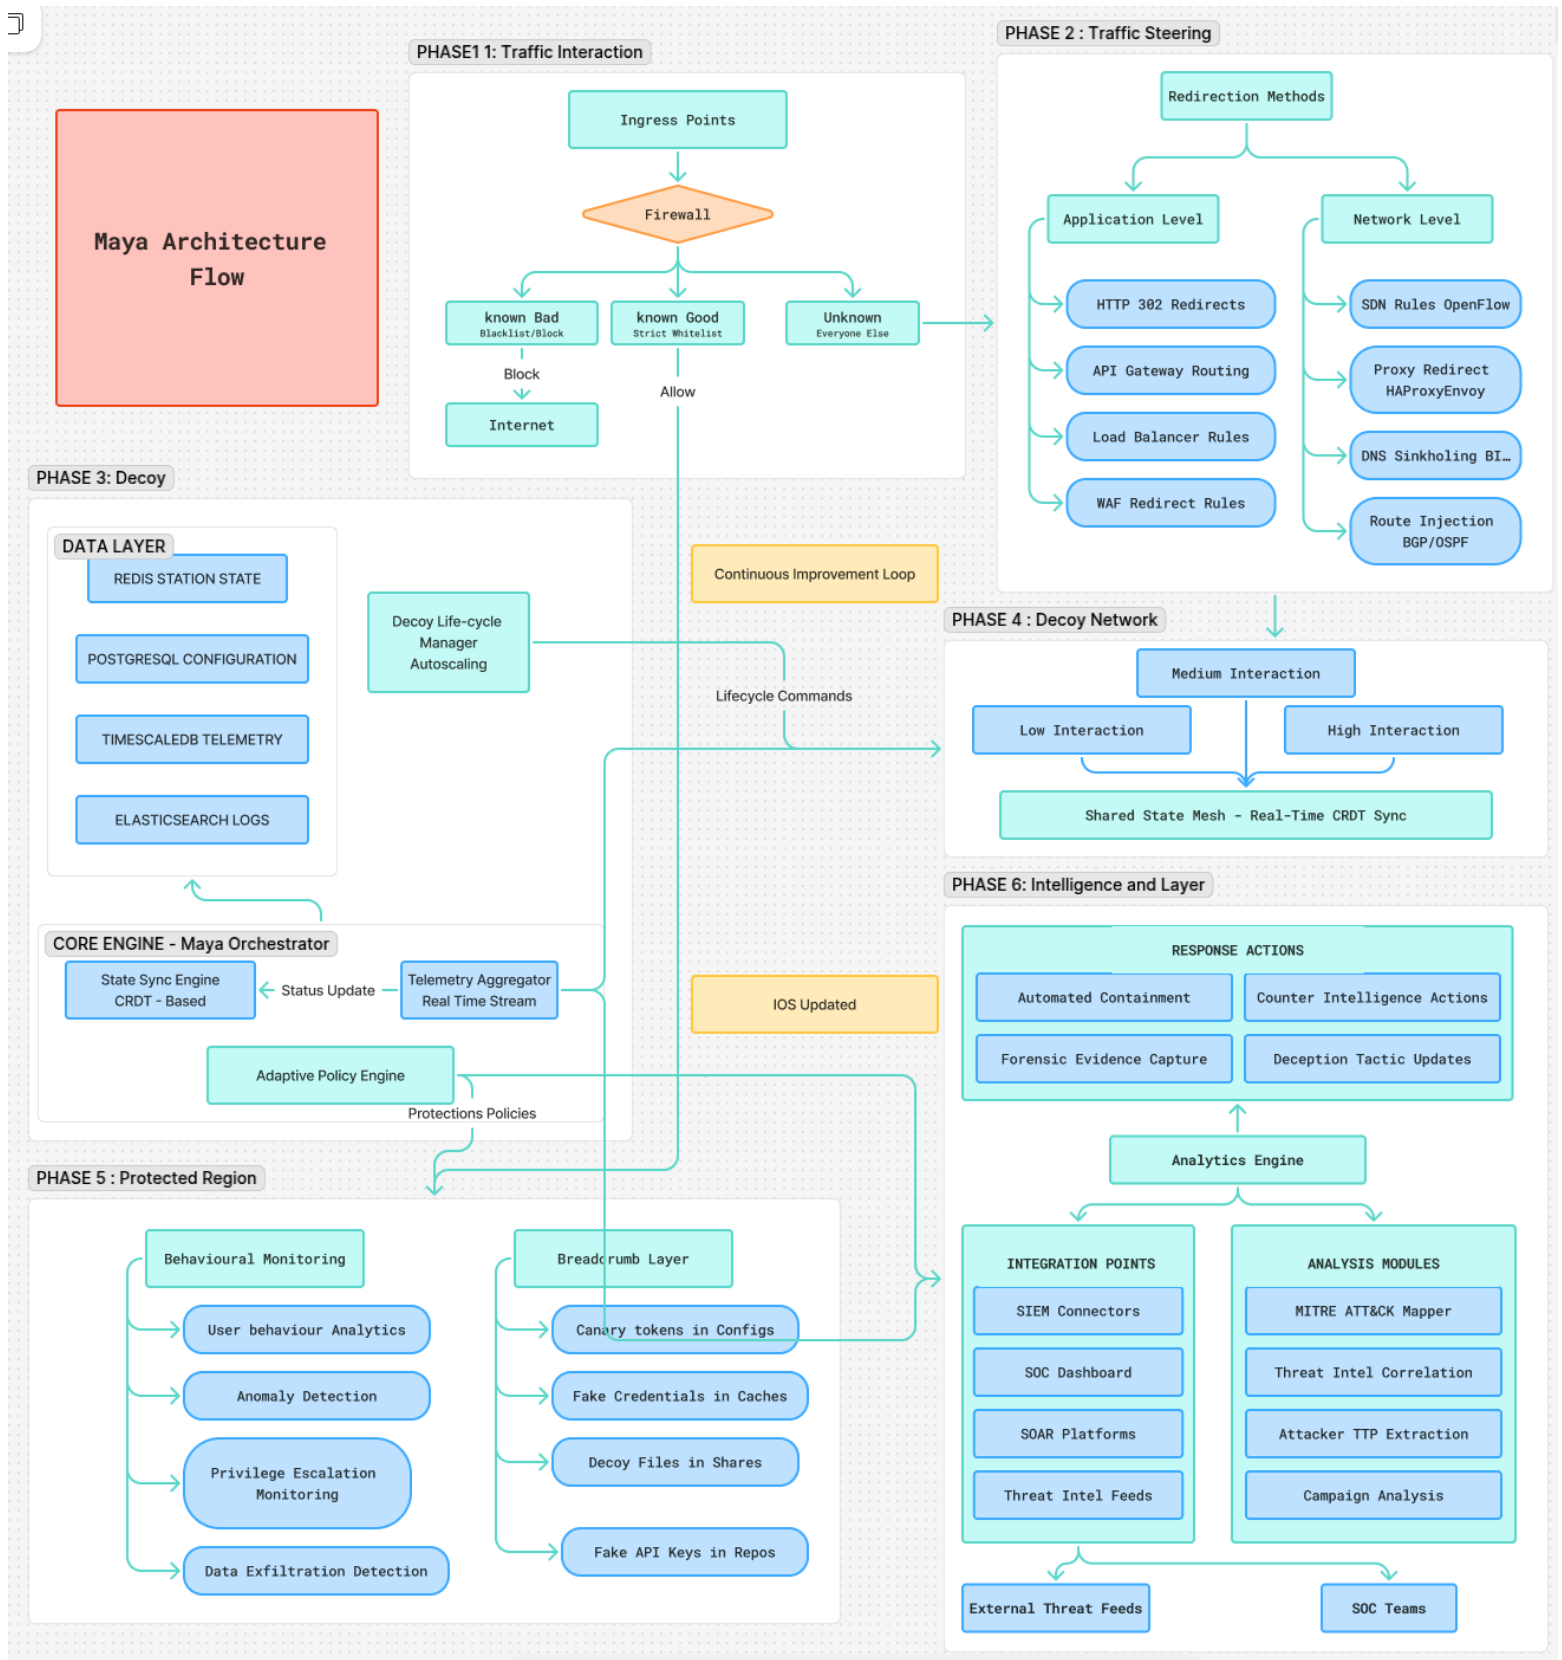 PHASE1 1: Traffic Interaction
Ingress Points
Firewall
known Bad
Blacklist/Block
known Good
Strict Whitelist
Unknown
Everyone Else
Block
Allow
Internet
PHASE 2 : Traffic Steering
Redirection Methods
Application Level
Network Level
HTTP 302 Redirects
API Gateway Routing
Load Balancer Rules
WAF Redirect Rules
SDN Rules OpenFlow
Proxy Redirect
HAProxyEnvoy
DNS Sinkholing BI…
Route Injection
BGP/OSPF
Maya Architecture
Flow
PHASE 3: Decoy
DATA LAYER
REDIS STATION STATE
POSTGRESQL CONFIGURATION
TIMESCALEDB TELEMETRY
ELASTICSEARCH LOGS
Decoy Life-cycle
Manager
Autoscaling
Continuous Improvement Loop
Lifecycle Commands
CORE ENGINE - Maya Orchestrator
State Sync Engine
CRDT - Based
Status Update
Telemetry Aggregator
Real Time Stream
Adaptive Policy Engine
Protections Policies
IOS Updated
PHASE 4 : Decoy Network
Medium Interaction
Low Interaction
High Interaction
Shared State Mesh - Real-Time CRDT Sync
PHASE 5 : Protected Region
Behavioural Monitoring
User behaviour Analytics
Anomaly Detection
Privilege Escalation
Monitoring
Data Exfiltration Detection
Breadcrumb Layer
Canary tokens in Configs
Fake Credentials in Caches
Decoy Files in Shares
Fake API Keys in Repos
PHASE 6: Intelligence and Layer
RESPONSE ACTIONS
Automated Containment
Counter Intelligence Actions
Forensic Evidence Capture
Deception Tactic Updates
Analytics Engine
INTEGRATION POINTS
SIEM Connectors
SOC Dashboard
SOAR Platforms
Threat Intel Feeds
ANALYSIS MODULES
MITRE ATT&CK Mapper
Threat Intel Correlation
Attacker TTP Extraction
Campaign Analysis
External Threat Feeds
SOC Teams